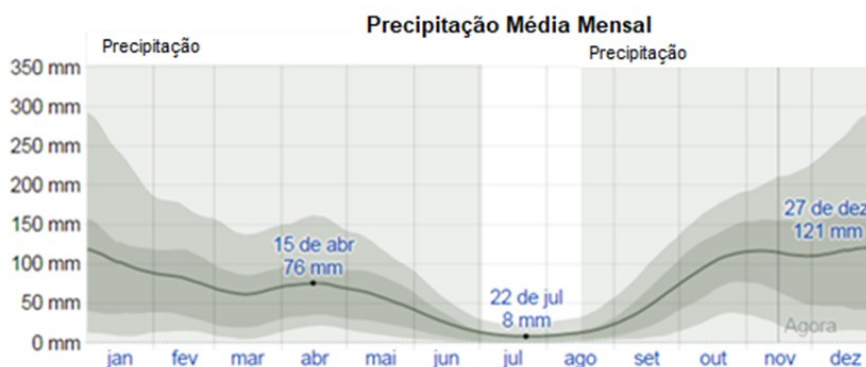 Precipitação Média Mensal
Precipitação
Precipitação
350 mm
300 mm
250 mm
200 mm
150 mm
100 mm
50 mm
0 mm
15 de abr
76 mm
22 de jul
8 mm
27 de dez
121 mm
Agora
jan fev mar abr mai jun jul ago set out nov dez